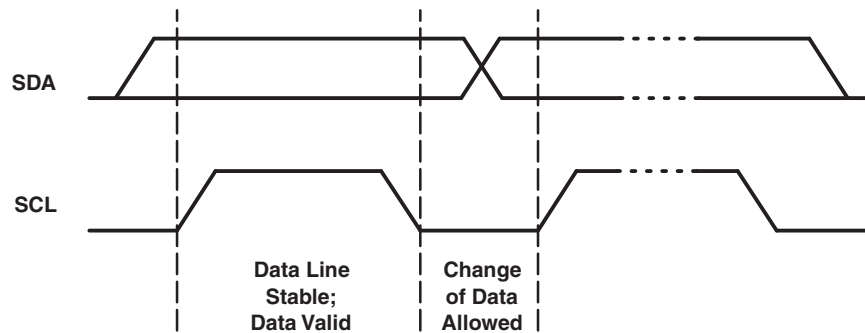 SDA
SCL
Data Line
Stable;
Data Valid
Change
of Data
Allowed